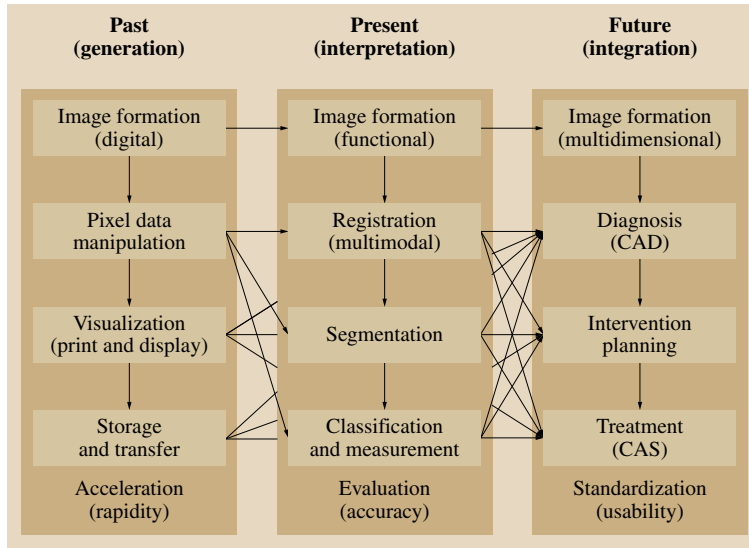 Past
(generation)
Present
(interpretation)
Future
(integration)
Image formation
(digital)
Image formation
(functional)
Image formation
(multidimensional)
Pixel data
manipulation
Registration
(multimodal)
Diagnosis
(CAD)
Visualization
(print and display)
Segmentation
Intervention
planning
Storage
and transfer
Classification
and measurement
Treatment
(CAS)
Acceleration
(rapidity)
Evaluation
(accuracy)
Standardization
(usability)